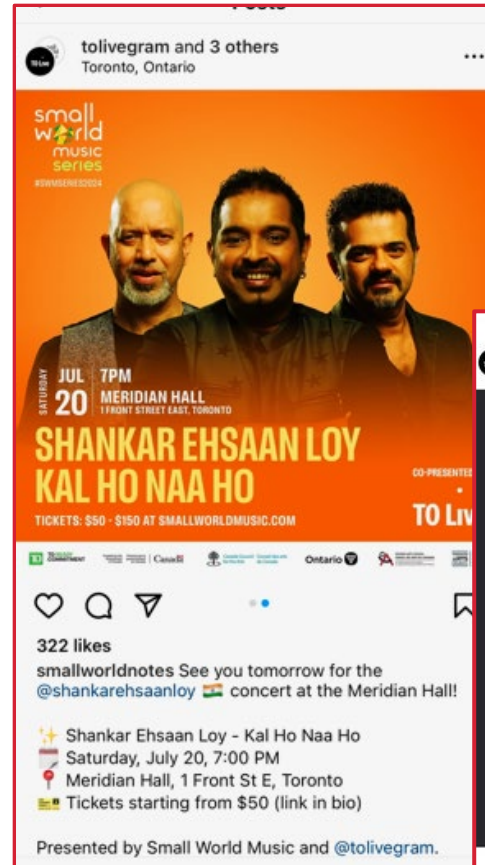 tolivegram and 3 others
Toronto, Ontario
small
world
music
series
#SWMSERIES2024
SATURDAY
JUL 20
7PM
MERIDIAN HALL
1 FRONT STREET EAST, TORONTO
SHANKAR EHSAAN LOY
KAL HO NAA HO
TICKETS: $50 - $150 AT SMALLWORLDMUSIC.COM
CO-PRESENTED
TO Liv
TD READY COMMITMENT
Canada
Ontario
322 likes
smallworldnotes See you tomorrow for the
@shankarehsaanloy 🇮🇳 concert at the Meridian Hall!
✨ Shankar Ehsaan Loy - Kal Ho Naa Ho
🗓️ Saturday, July 20, 7:00 PM
📍 Meridian Hall, 1 Front St E, Toronto
🎫 Tickets starting from $50 (link in bio)
Presented by Small World Music and @tolivegram.